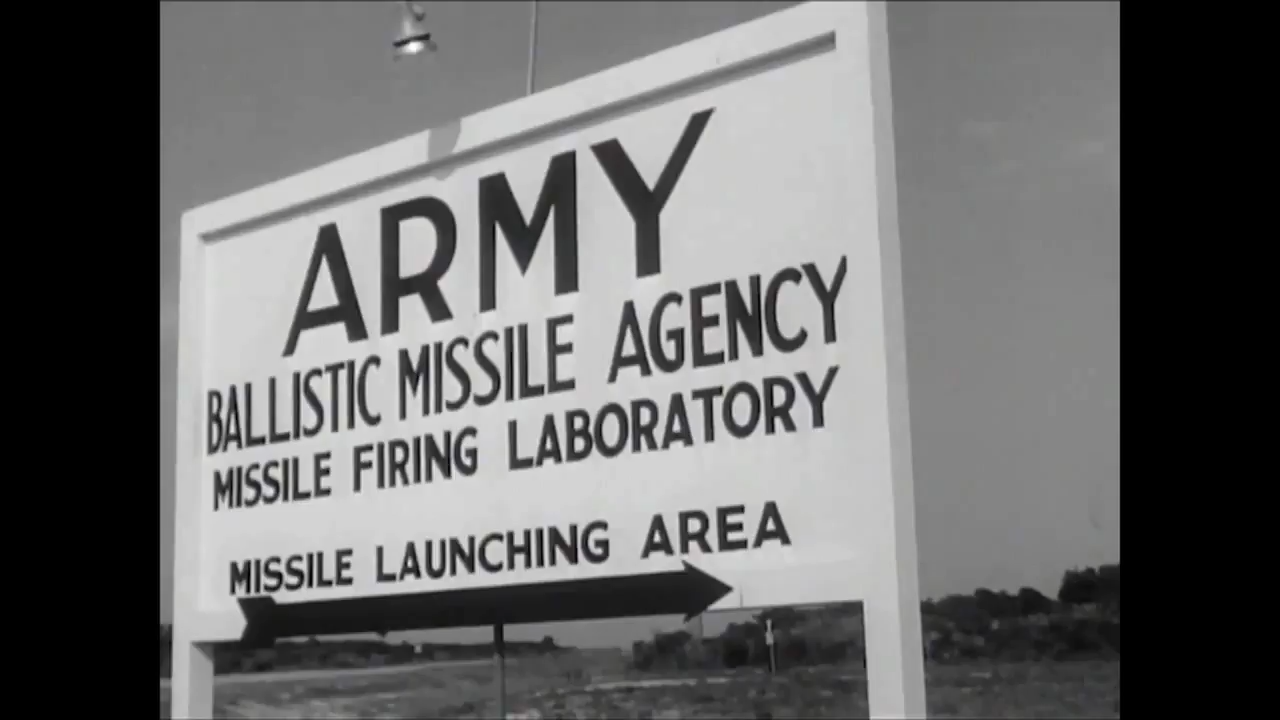 ARMY
BALLISTIC MISSILE AGENCY
MISSILE FIRING LABORATORY
MISSILE LAUNCHING AREA